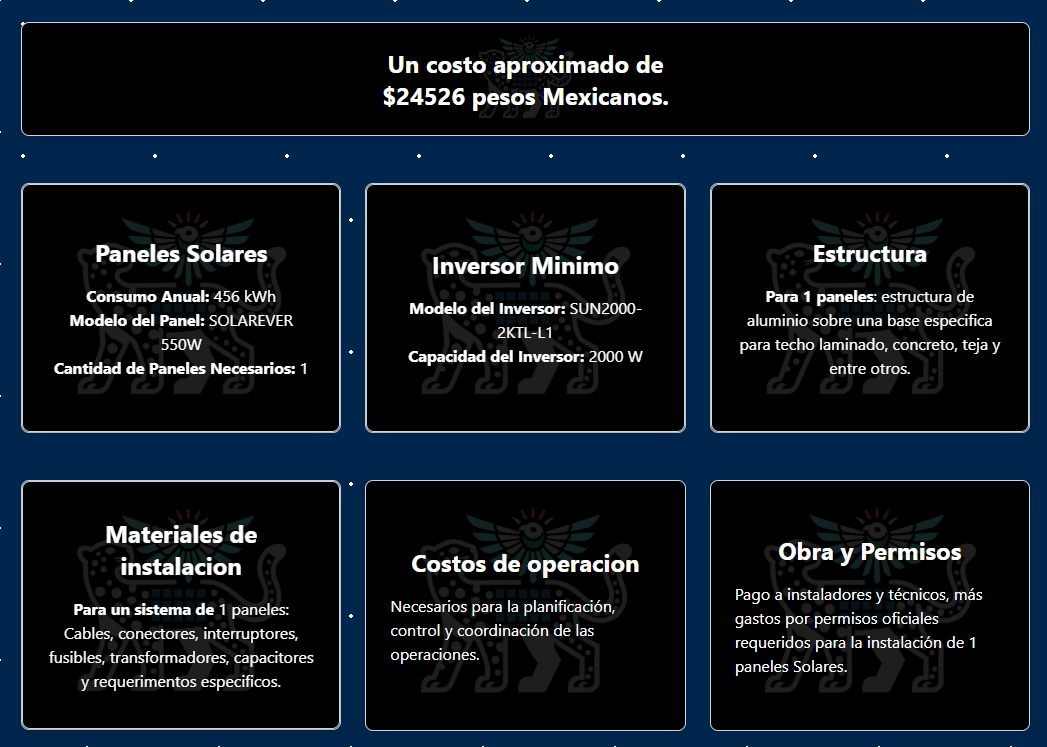 Un costo aproximado de
$24526 pesos Mexicanos.
Paneles Solares
Consumo Anual: 456 kWh
Modelo del Panel: SOLAREVER
550W
Cantidad de Paneles Necesarios: 1
Inversor Minimo
Modelo del Inversor: SUN2000-
2KTL-L1
Capacidad del Inversor: 2000 W
Estructura
Para 1 paneles: estructura de
aluminio sobre una base especifica
para techo laminado, concreto, teja y
entre otros.
Materiales de
instalacion
Para un sistema de 1 paneles:
Cables, conectores, interruptores,
fusibles, transformadores, capacitores
y requerimentos especificos.
Costos de operacion
Necesarios para la planificación,
control y coordinación de las
operaciones.
Obra y Permisos
Pago a instaladores y técnicos, más
gastos por permisos oficiales
requeridos para la instalación de 1
paneles Solares.